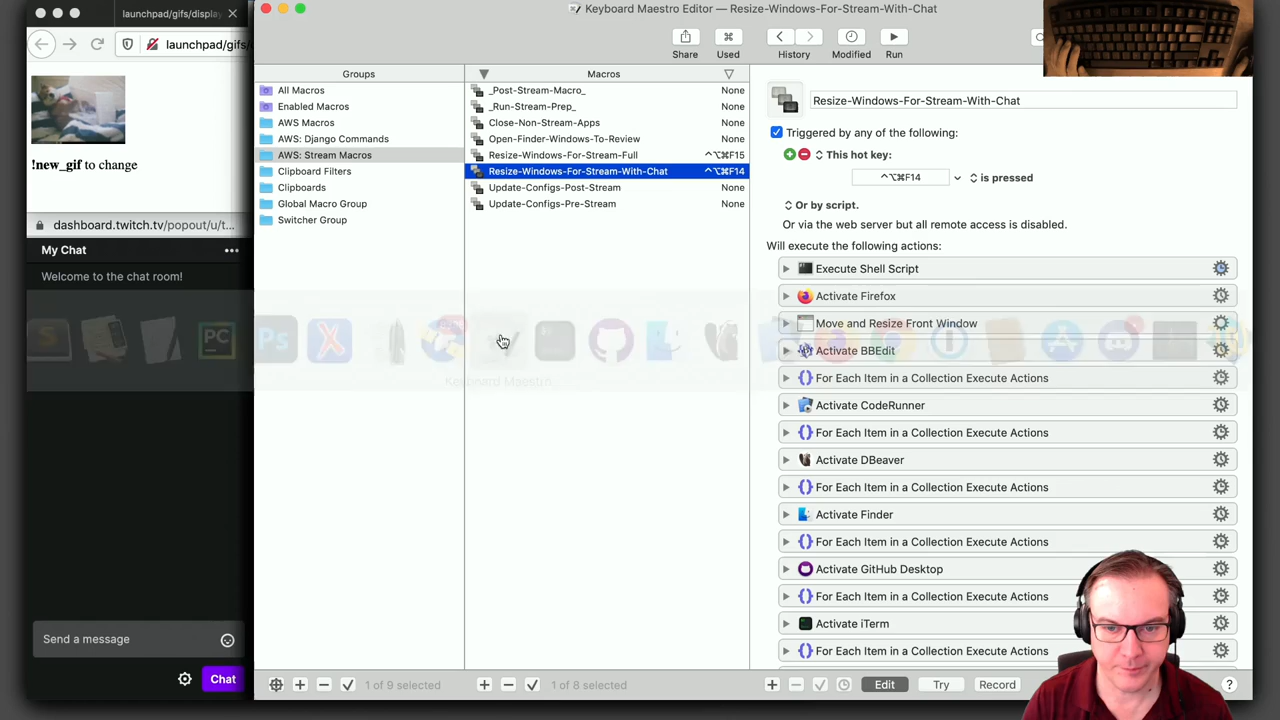 launchpad/gifs/display
launchpad/gifs/
!new_gif to change
dashboard.twitch.tv/popout/u/t...
My Chat
Welcome to the chat room!
Send a message
Chat
Keyboard Maestro Editor - Resize-Windows-For-Stream-With-Chat
Share
Used
History
Modified
Run
Groups
All Macros
Enabled Macros
AWS Macros
AWS: Django Commands
AWS: Stream Macros
Clipboard Filters
Clipboards
Global Macro Group
Switcher Group
Macros
_Post-Stream-Macro_ None
_Run-Stream-Prep_ None
Close-Non-Stream-Apps None
Open-Finder-Windows-To-Review None
Resize-Windows-For-Stream-Full ^⌥⌘F15
Resize-Windows-For-Stream-With-Chat ^⌥⌘F14
Update-Configs-Post-Stream None
Update-Configs-Pre-Stream None
Keyboard Maestro
PC
Resize-Windows-For-Stream-With-Chat
Triggered by any of the following:
This hot key:
^⌥⌘F14 is pressed
Or by script.
Or via the web server but all remote access is disabled.
Will execute the following actions:
Execute Shell Script
Activate Firefox
Move and Resize Front Window
Activate BBEdit
For Each Item in a Collection Execute Actions
Activate CodeRunner
For Each Item in a Collection Execute Actions
Activate DBeaver
For Each Item in a Collection Execute Actions
Activate Finder
For Each Item in a Collection Execute Actions
Activate GitHub Desktop
For Each Item in a Collection Execute Actions
Activate iTerm
For Each Item in a Collection Execute Actions
1 of 9 selected
1 of 8 selected
Edit
Try
Record
?